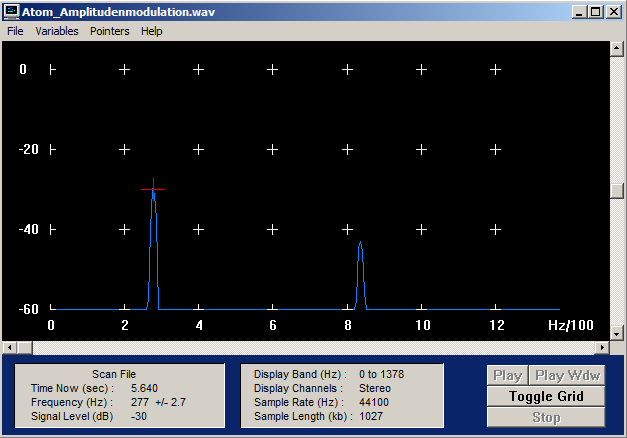 Atom_Amplitudenmodulation.wav
File Variables Pointers Help
0
-20
-40
-60
0 2 4 6 8 10 12 Hz/100
Scan File
Time Now (sec) : 5.640
Frequency (Hz) : 277 +/- 2.7
Signal Level (dB) -30
Display Band (Hz) : 0 to 1378
Display Channels : Stereo
Sample Rate (Hz) : 44100
Sample Length (kb) : 1027
Play Play Wdw
Toggle Grid
Stop